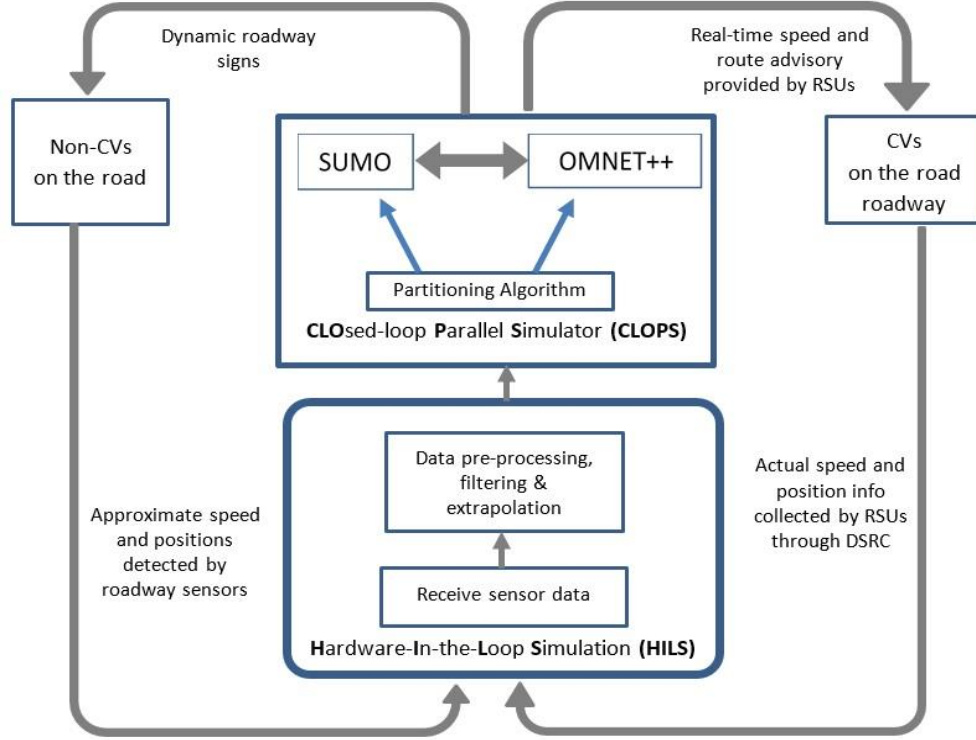 Dynamic roadway
signs
Real-time speed and
route advisory
provided by RSUs
Non-CVs
on the road
SUMO
OMNET++
CVs
on the road
roadway
Partitioning Algorithm
CLOsed-loop Parallel Simulator (CLOPS)
Data pre-processing,
filtering &
extrapolation
Approximate speed
and positions
detected by
roadway sensors
Actual speed and
position info
collected by RSUs
through DSRC
Receive sensor data
Hardware-In-the-Loop Simulation (HILS)